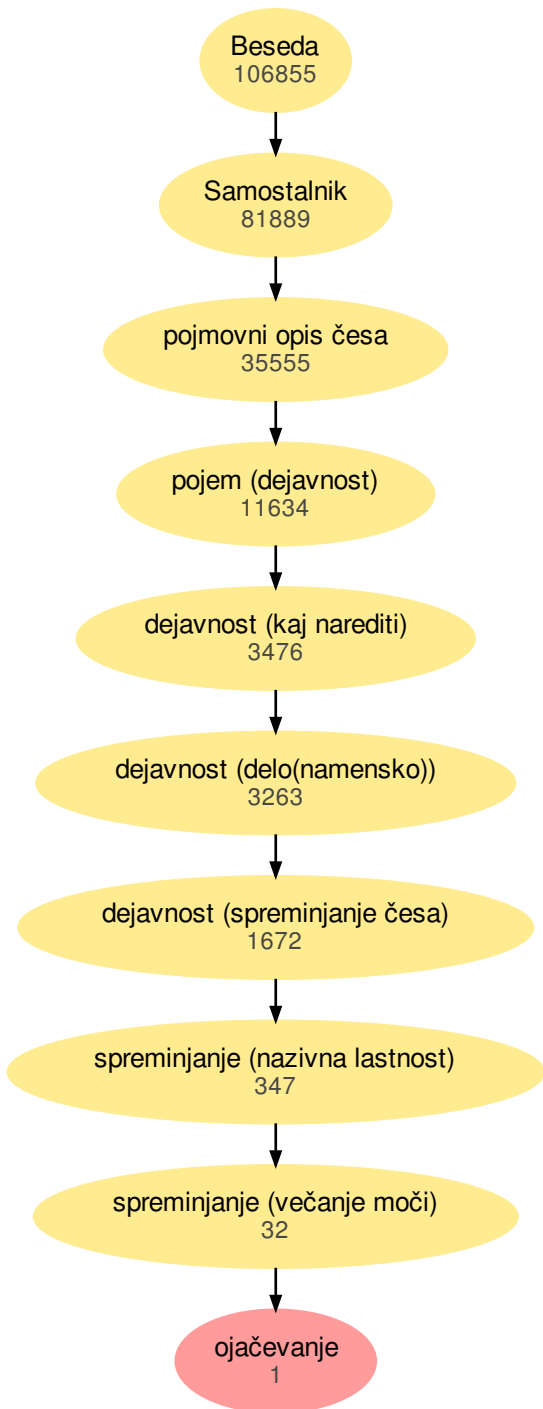 Beseda
106855
Samostalnik
81889
pojmovni opis česa
35555
pojem (dejavnost)
11634
dejavnost (kaj narediti)
3476
dejavnost (delo(namensko))
3263
dejavnost (spreminjanje česa)
1672
spreminjanje (nazivna lastnost)
347
spreminjanje (večanje moči)
32
ojačevanje
1